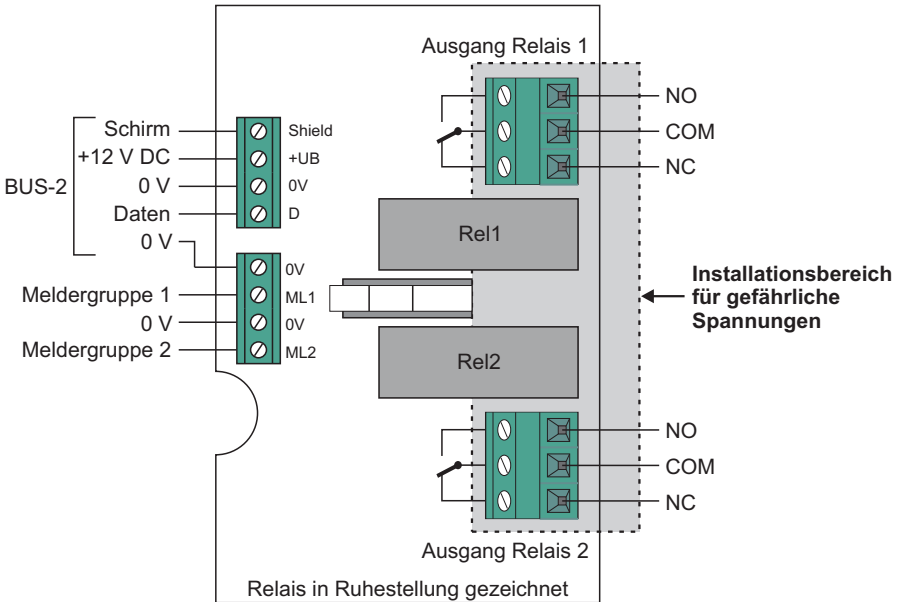 Ausgang Relais 1
NO
COM
NC
BUS-2
Schirm
+12 V DC
0 V
Daten
0 V
Shield
+UB
0V
D
Meldergruppe 1
0 V
Meldergruppe 2
0V
ML1
0V
ML2
Rel1
Rel2
Installationsbereich
für gefährliche
Spannungen
NO
COM
NC
Ausgang Relais 2
Relais in Ruhestellung gezeichnet